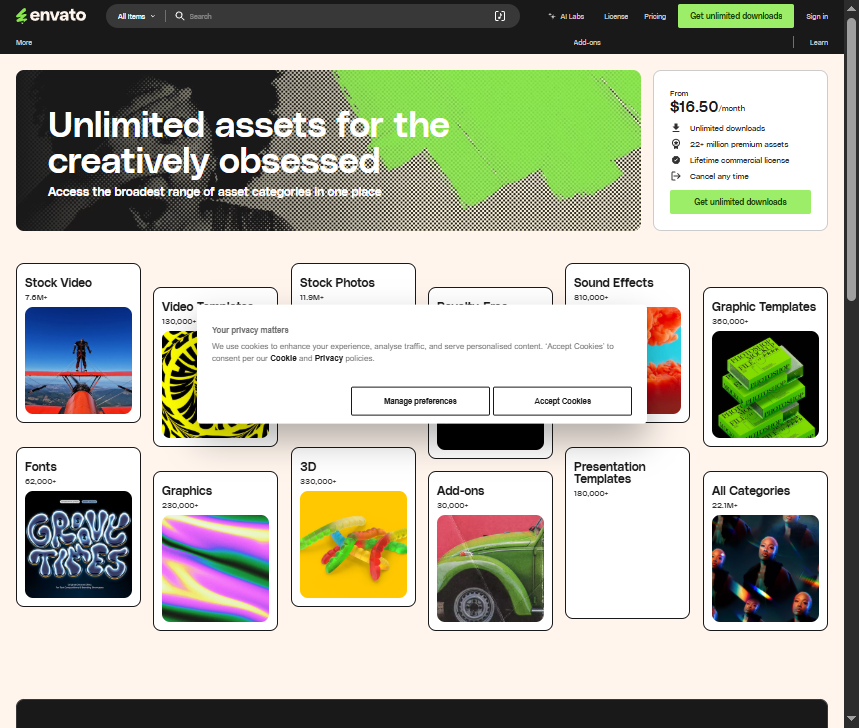 envato
All Items
Search
AI Labs
License
Pricing
Get unlimited downloads
Sign in
More
Add-ons
Learn
Unlimited assets for the
creatively obsessed
Access the broadest range of asset categories in one place
From
$16.50/month
Unlimited downloads
22+ million premium assets
Lifetime commercial license
Cancel any time
Get unlimited downloads
Stock Video
7.6M+
Video Templates
130,000+
Stock Photos
11.9M+
Royalty-Free
Sound Effects
810,000+
Graphic Templates
360,000+
Your privacy matters
We use cookies to enhance your experience, analyse traffic, and serve personalised content. 'Accept Cookies' to
consent per our Cookie and Privacy policies.
Manage preferences
Accept Cookies
Fonts
62,000+
GROOVY
TYPES
Graphics
230,000+
3D
330,000+
Add-ons
30,000+
Presentation
Templates
180,000+
All Categories
22.1M+